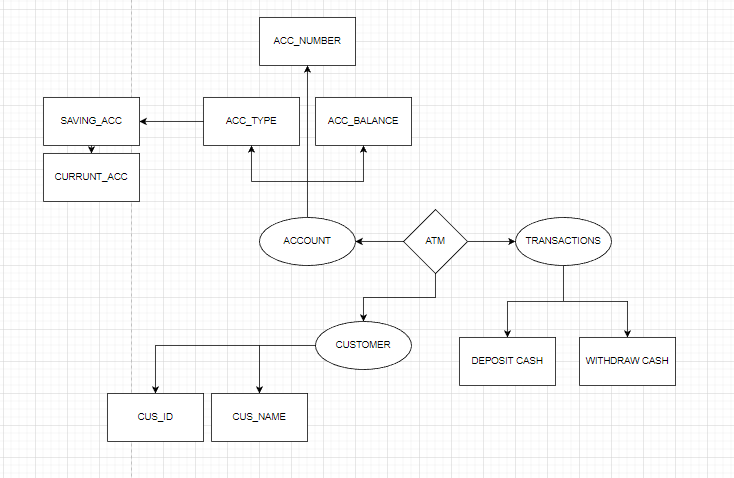 ACC_NUMBER
SAVING_ACC
ACC_TYPE
ACC_BALANCE
CURRUNT_ACC
ACCOUNT
ATM
TRANSACTIONS
CUSTOMER
DEPOSIT CASH
WITHDRAW CASH
CUS_ID
CUS_NAME